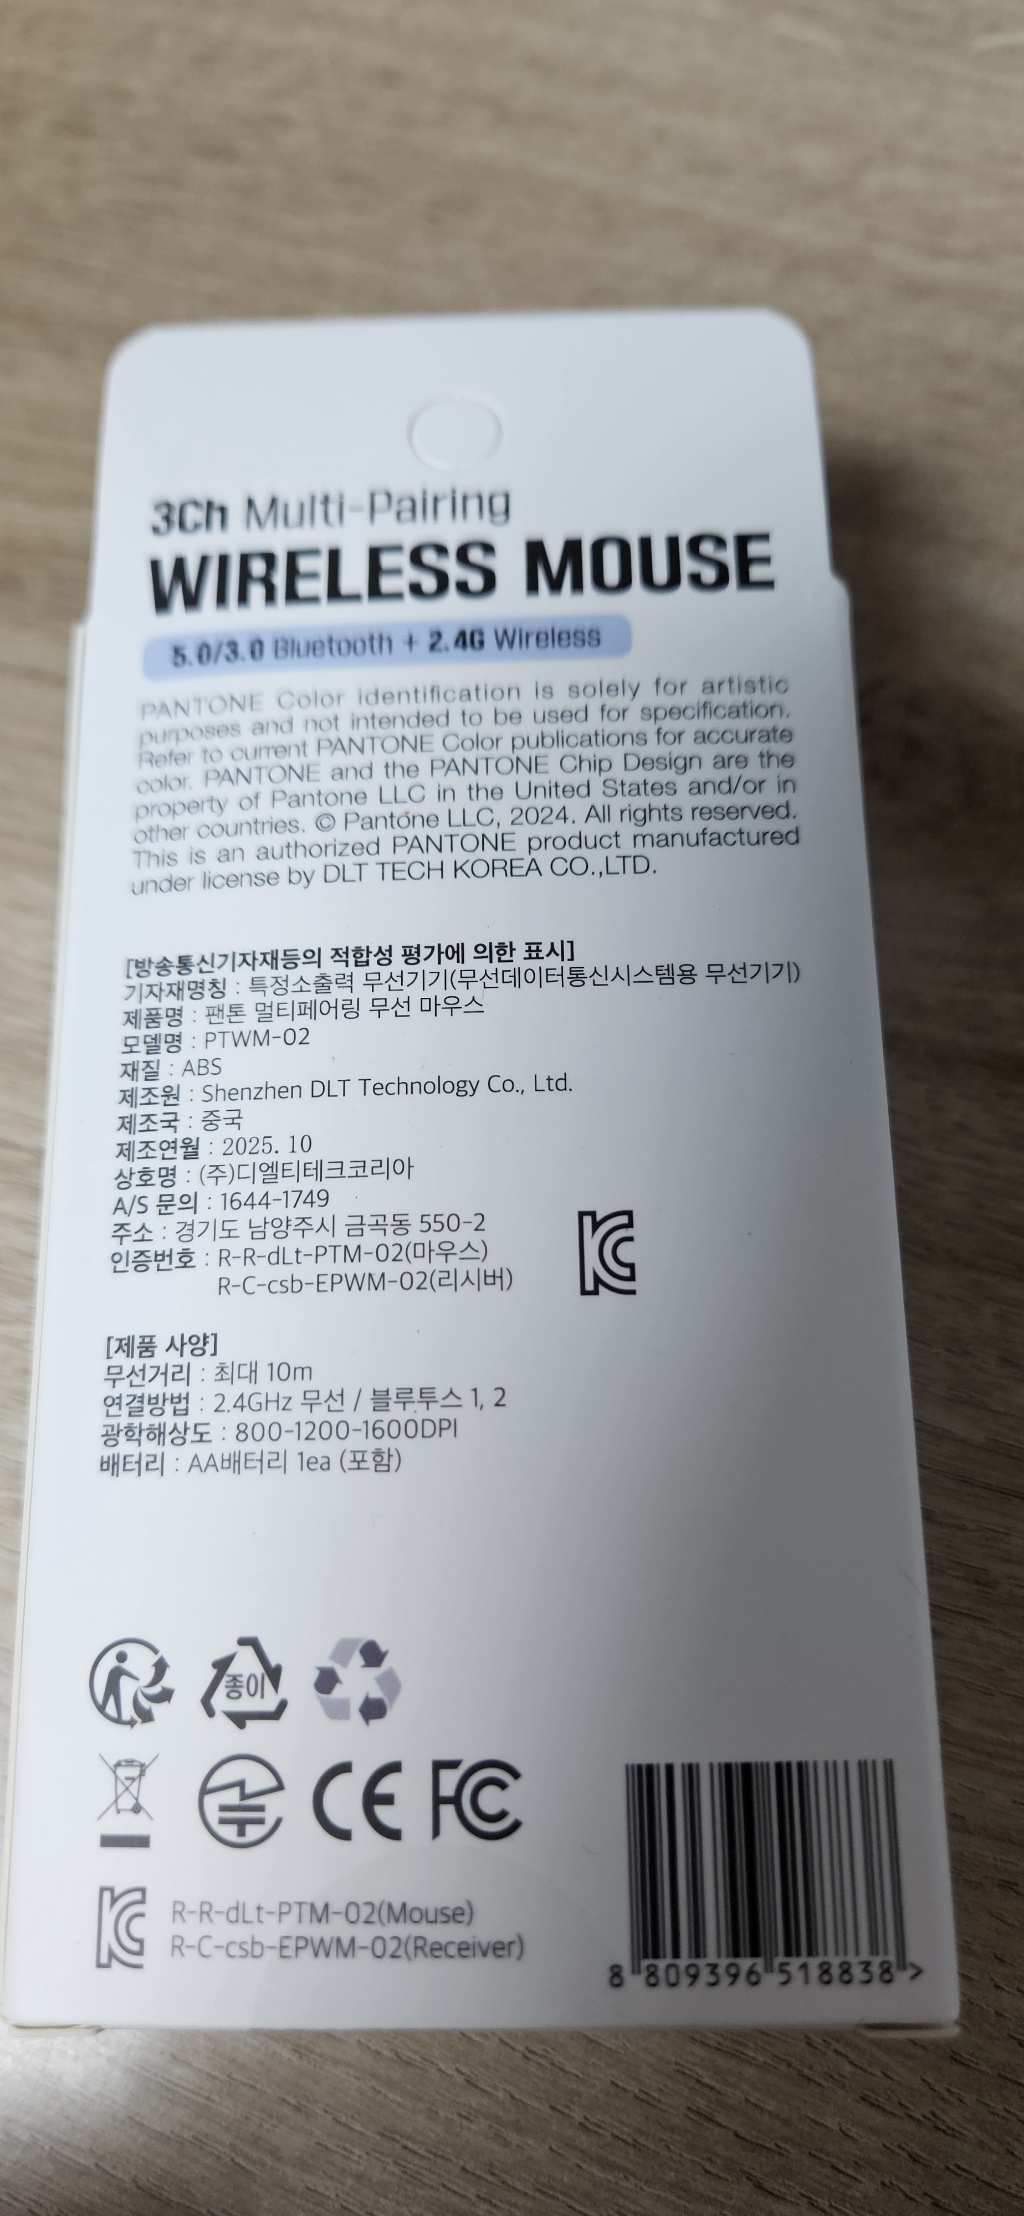 3Ch Multi-Pairing
WIRELESS MOUSE
5.0/3.0 Bluetooth + 2.4G Wireless
PANTONE Color identification is solely for artistic
purposes and not intended to be used for specification.
Refer to current PANTONE Color publications for accurate
color. PANTONE and the PANTONE Chip Design are the
property of Pantone LLC in the United States and/or in
other countries. © Pantone LLC, 2024. All rights reserved.
This is an authorized PANTONE product manufactured
under license by DLT TECH KOREA CO.,LTD.
[방송통신기자재등의 적합성 평가에 의한 표시]
기자재명칭 : 특정소출력 무선기기(무선데이터통신시스템용 무선기기)
제품명 : 팬톤 멀티페어링 무선 마우스
모델명 : PTWM-02
재질 : ABS
제조원 : Shenzhen DLT Technology Co., Ltd.
제조국 : 중국
제조연월 : 2025. 10
상호명 : (주)디엘티테크코리아
A/S 문의 : 1644-1749
주소 : 경기도 남양주시 금곡동 550-2
인증번호 : R-R-dLt-PTM-02(마우스)
R-C-csb-EPWM-02(리시버)
[제품 사양]
무선거리 : 최대 10m
연결방법 : 2.4GHz 무선 / 블루투스 1, 2
광학해상도 : 800-1200-1600DPI
배터리 : AA배터리 1ea (포함)
종이
CE FC
R-R-dLt-PTM-02(Mouse)
R-C-csb-EPWM-02(Receiver)
8 809396 518838 >